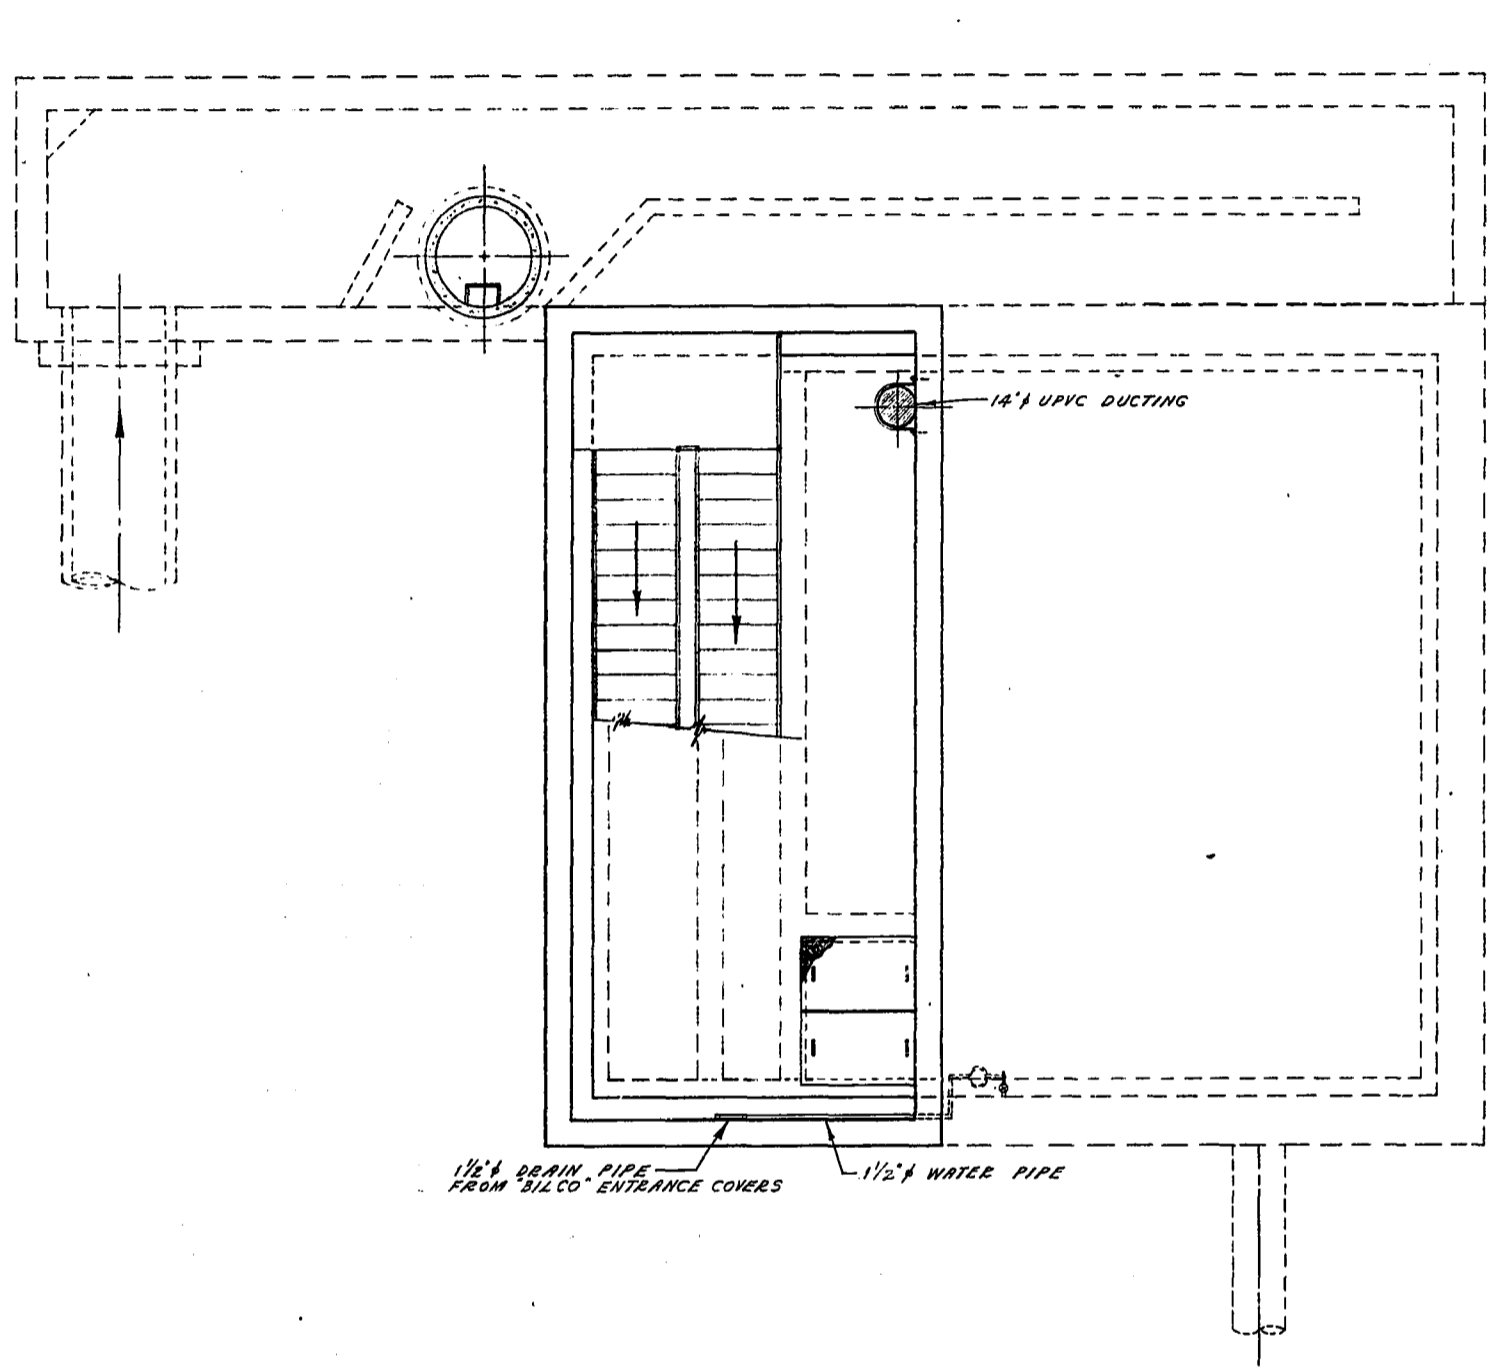 14"ϕ UPVC DUCTING
1½"ϕ DRAIN PIPE
FROM "BILCO" ENTRANCE COVERS
1½"ϕ WATER PIPE